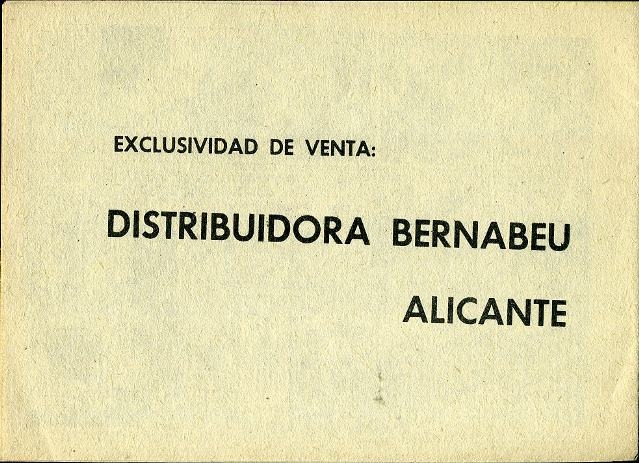 EXCLUSIVIDAD DE VENTA:
DISTRIBUIDORA BERNABEU
ALICANTE